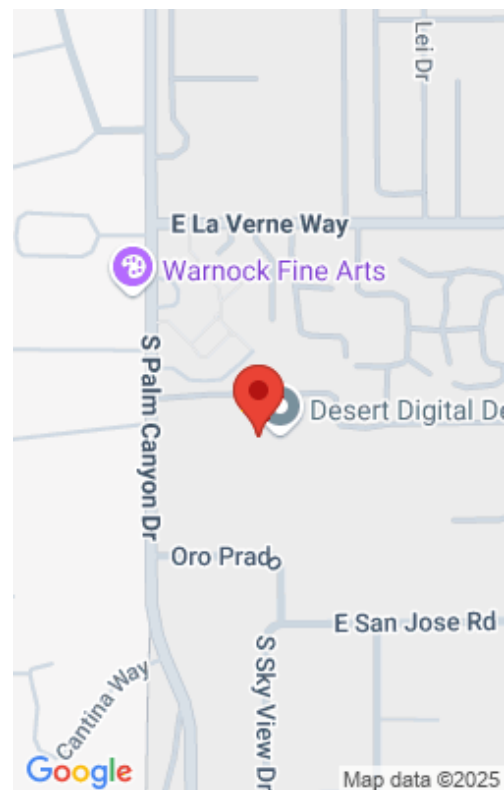 Lei Dr
E La Verne Way
Warnock Fine Arts
S Palm Canyon Dr
Desert Digital De
Oro Prado
E San Jose Rd
S Sky View Dr
Cantina Way
Google
Map data ©2025